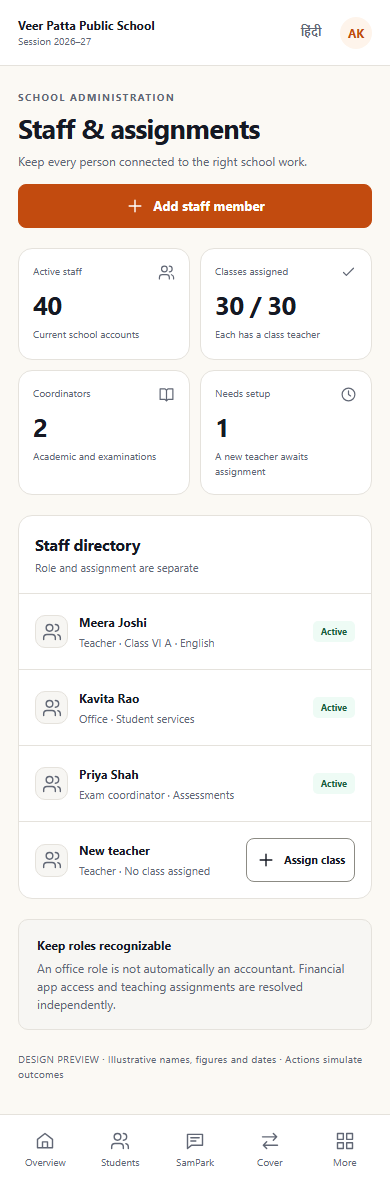 Veer Patta Public School
Session 2026–27
हिंदी
AK
SCHOOL ADMINISTRATION
Staff & assignments
Keep every person connected to the right school work.
Add staff member
Active staff
40
Current school accounts
Classes assigned
30 / 30
Each has a class teacher
Coordinators
2
Academic and examinations
Needs setup
1
A new teacher awaits
assignment
Staff directory
Role and assignment are separate
Meera Joshi
Teacher · Class VI A · English
Active
Kavita Rao
Office · Student services
Active
Priya Shah
Exam coordinator · Assessments
Active
New teacher
Teacher · No class assigned
Assign class
Keep roles recognizable
An office role is not automatically an accountant. Financial
app access and teaching assignments are resolved
independently.
DESIGN PREVIEW · Illustrative names, figures and dates · Actions simulate
outcomes
Overview
Students
SamPark
Cover
More